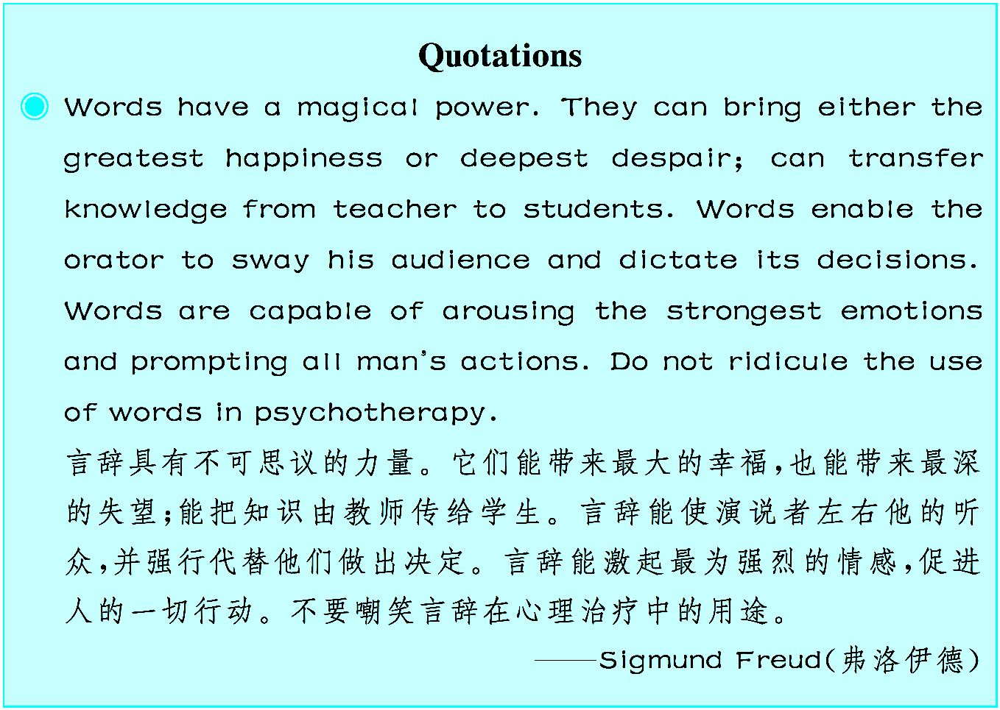 Quotations
Words have a magical power. They can bring either the
greatest happiness or deepest despair; can transfer
knowledge from teacher to students. Words enable the
orator to sway his audience and dictate its decisions.
Words are capable of arousing the strongest emotions
and prompting all man's actions. Do not ridicule the use
of words in psychotherapy.
言辞具有不可思议的力量。它们能带来最大的幸福,也能带来最深
的失望;能把知识由教师传给学生。言辞能使演说者左右他的听
众,并强行代替他们做出决定。言辞能激起最为强烈的情感,促进
人的一切行动。不要嘲笑言辞在心理治疗中的用途。
——Sigmund Freud(弗洛伊德)